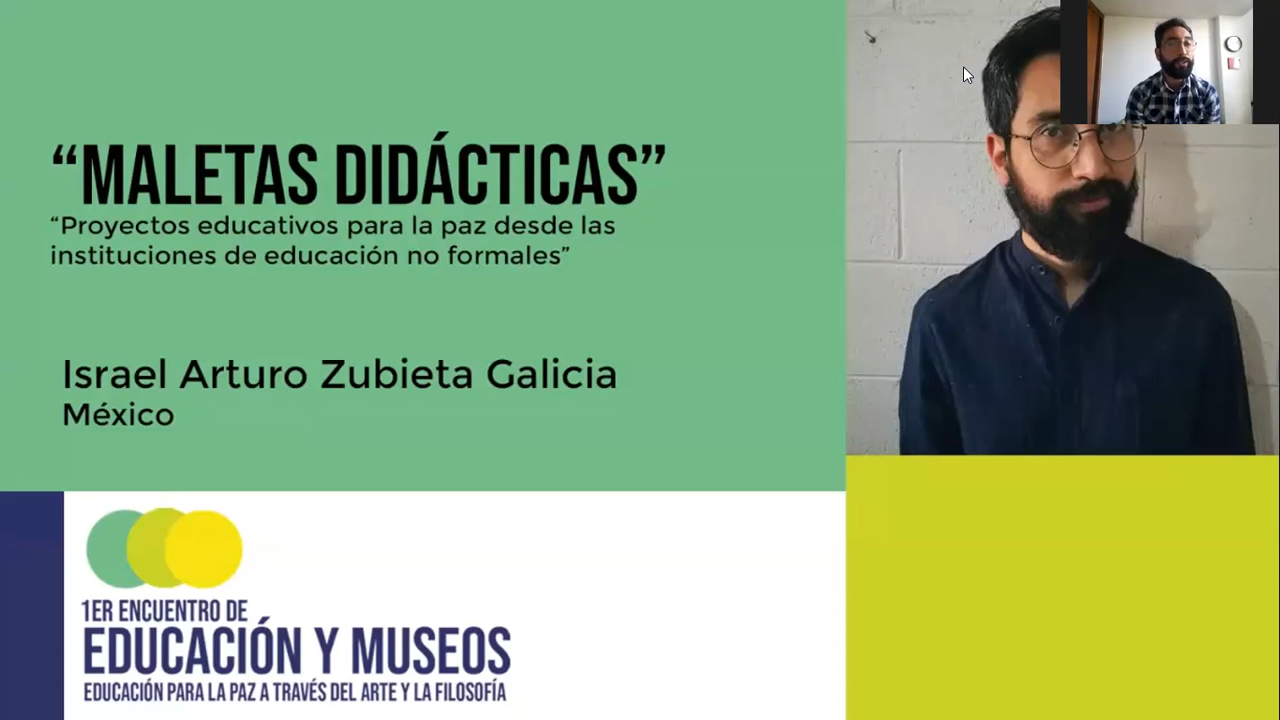 “MALETAS DIDÁCTICAS”
“Proyectos educativos para la paz desde las
instituciones de educación no formales”
Israel Arturo Zubieta Galicia
México
1ER ENCUENTRO DE
EDUCACIÓN Y MUSEOS
EDUCACIÓN PARA LA PAZ A TRAVÉS DEL ARTE Y LA FILOSOFÍA